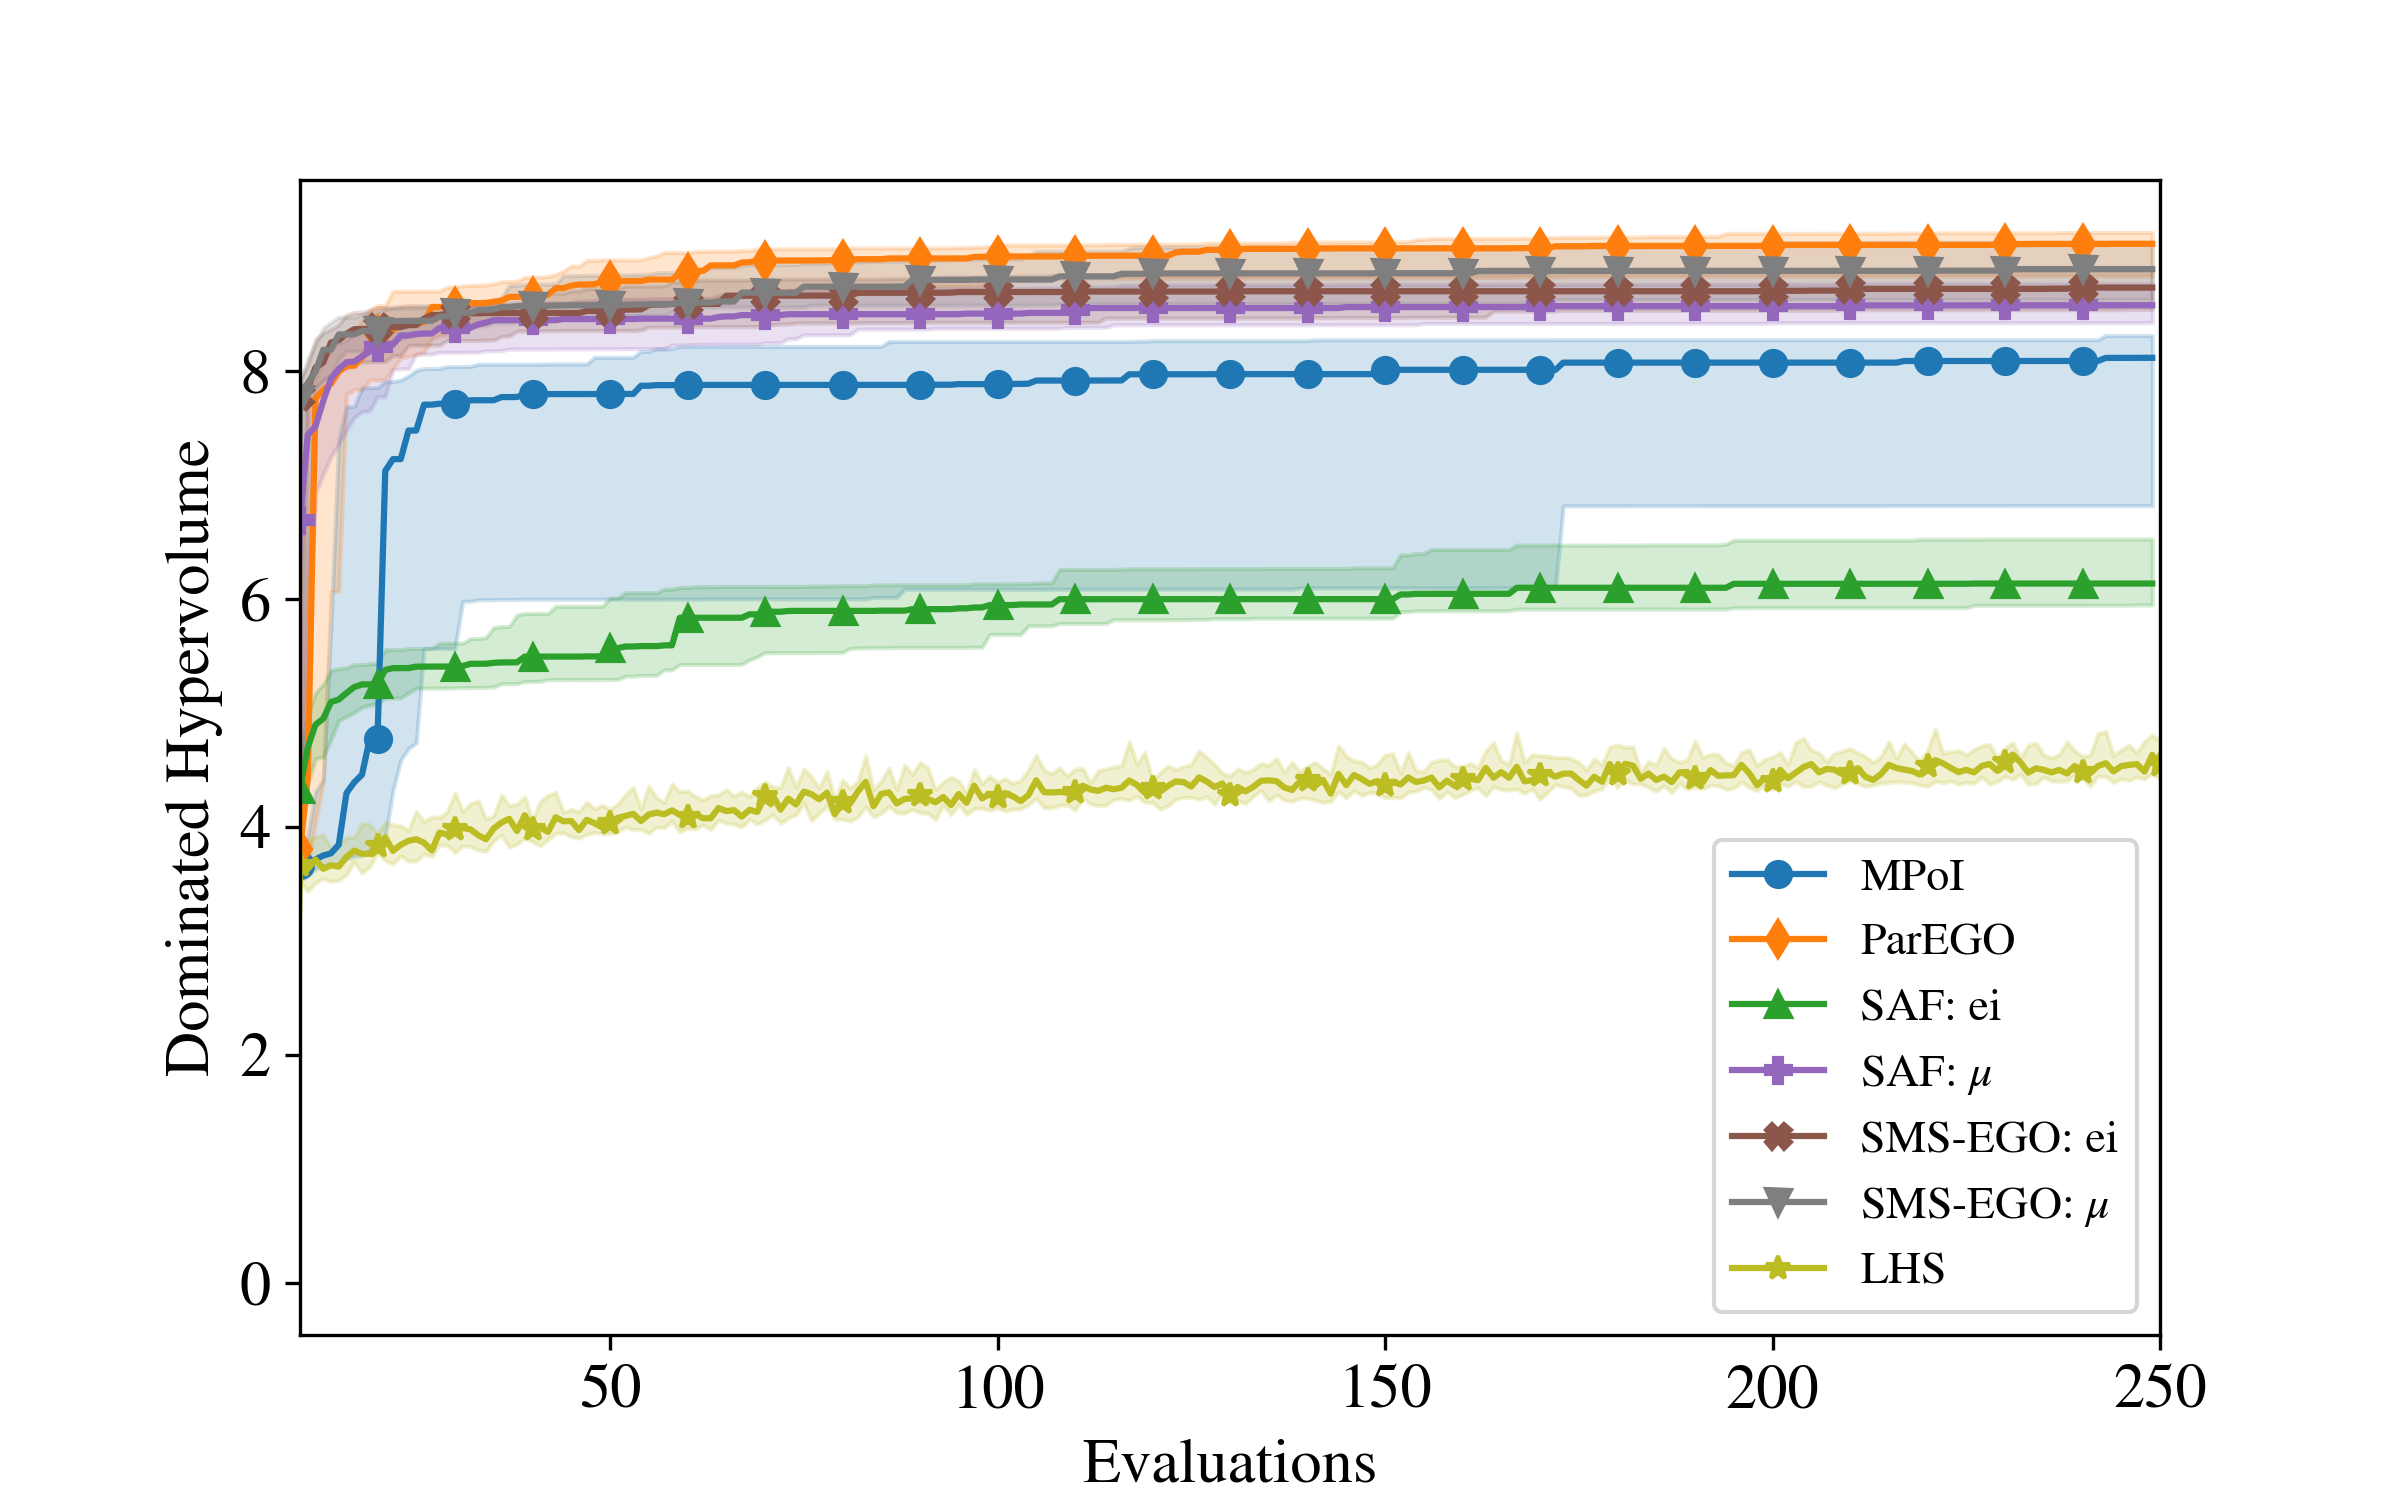 Dominated Hypervolume
8
6
4
2
0
50
100
150
200
250
Evaluations
MPoI
ParEGO
SAF: ei
SAF: μ
SMS-EGO: ei
SMS-EGO: μ
LHS